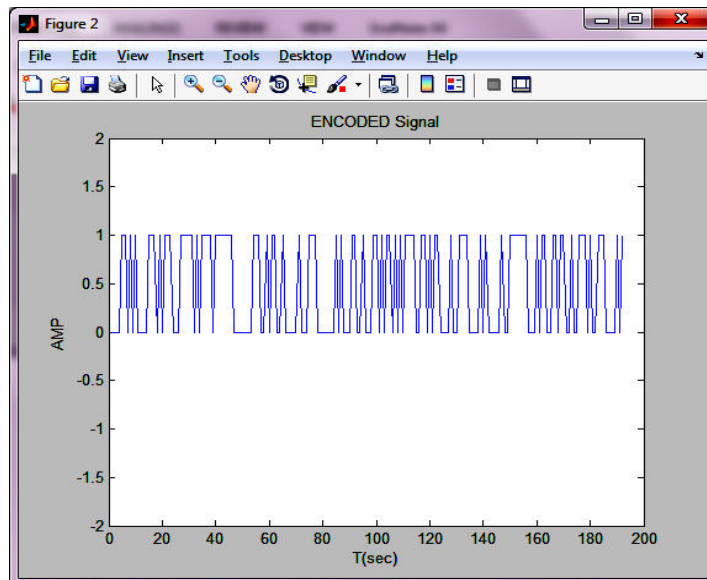 Figure 2
File Edit View Insert Tools Desktop Window Help
ENCODED Signal
2
1.5
1
0.5
0
-0.5
-1
-1.5
-2
AMP
0 20 40 60 80 100 120 140 160 180 200
T(sec)